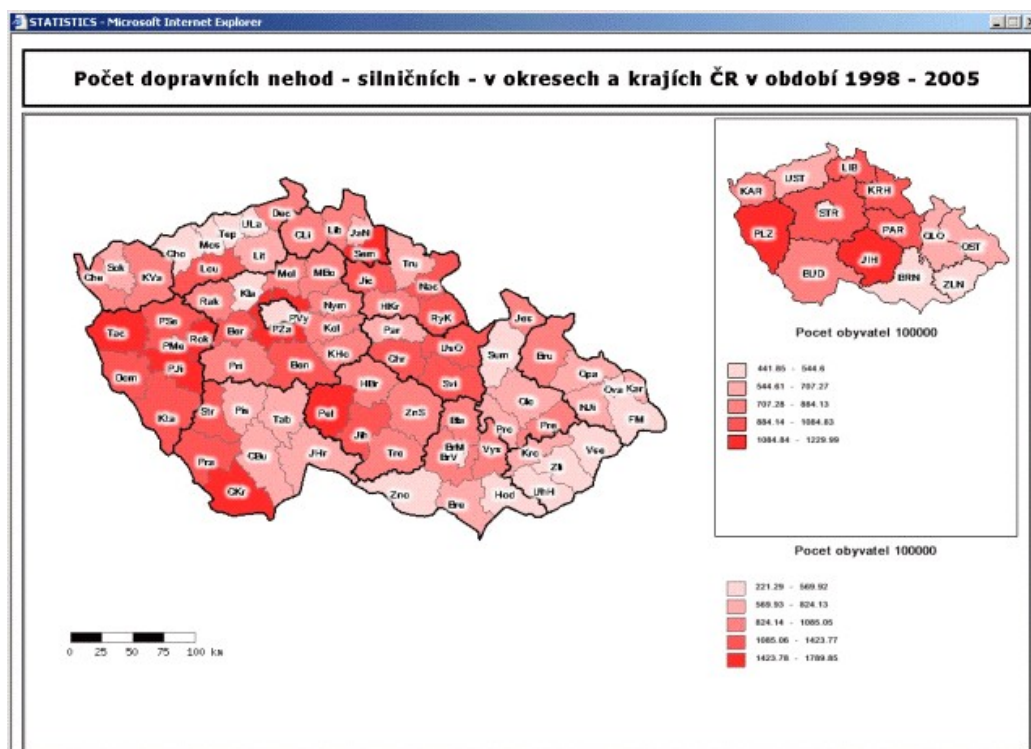 STATISTICS - Microsoft Internet Explorer
Počet dopravních nehod - silničních - v okresech a krajích ČR v období 1998 - 2005
KAR
UST
LIB
KRH
STR
PLZ
PAR
OLO
OST
BUD
JIH
BRN
ZLN
Pocet obyvatel 100000
441.85 - 544.6
544.61 - 707.27
707.28 - 884.13
884.14 - 1084.83
1084.84 - 1229.99
Pocet obyvatel 100000
221.29 - 569.92
569.93 - 824.13
824.14 - 1085.05
1085.06 - 1423.77
1423.78 - 1789.85
Dec
ULa
Tep
Mos
Cho
CLi
Lib
JaN
Sem
Tru
Che
Sok
KVa
Lou
Lit
Mel
MBo
Jic
Nac
Rak
Kla
Nym
HKr
RyK
Tac
PSe
Rok
Ber
PZa
PVy
Kol
Par
UsO
Jes
PMe
PJi
Pri
Ben
KHo
Chr
Sum
Bru
Dom
Svi
Opa
Kar
Ova
Kla
Str
Pis
Tab
Pel
HBr
ZnS
Olo
NJi
FM
Jih
Bla
Pro
Pre
Pra
CBu
JHr
Tre
BrM
BrV
Vys
Kro
Vse
Zli
CKr
Zno
Bre
Hod
UhH
0 25 50 75 100 km